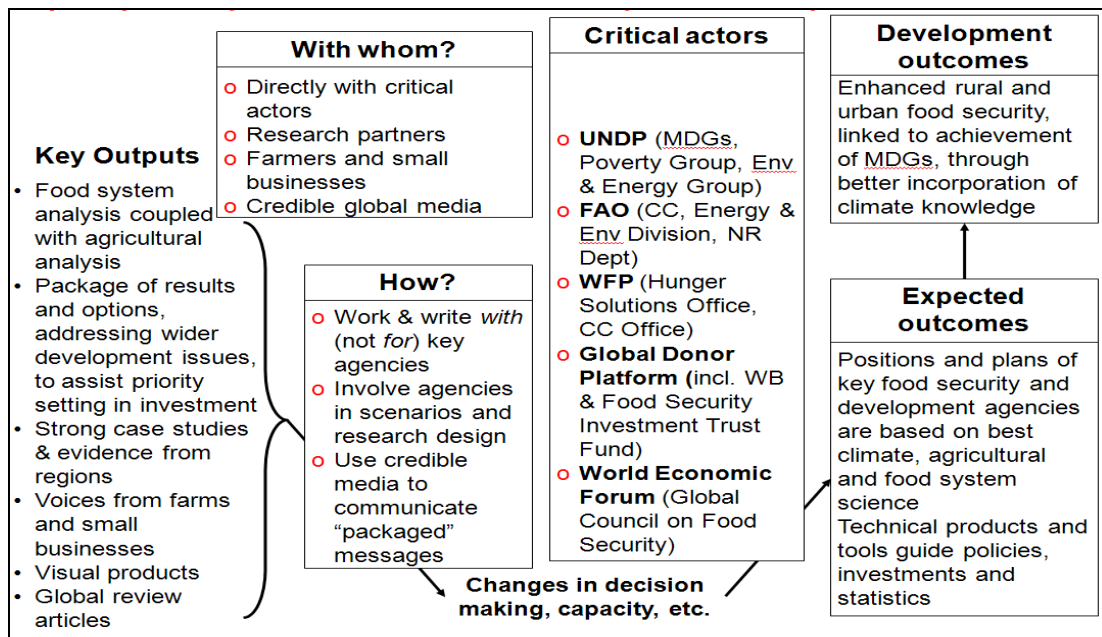 Key Outputs
• Food system
analysis coupled
with agricultural
analysis
• Package of results
and options,
addressing wider
development issues,
to assist priority
setting in investment
• Strong case studies
& evidence from
regions
• Voices from farms
and small
businesses
• Visual products
• Global review
articles
With whom?
o Directly with critical
actors
o Research partners
o Farmers and small
businesses
o Credible global media
How?
o Work & write with
(not for) key
agencies
o Involve agencies
in scenarios and
research design
o Use credible
media to
communicate
“packaged”
messages
Changes in decision
making, capacity, etc.
Critical actors
o UNDP (MDGs,
Poverty Group, Env
& Energy Group)
o FAO (CC, Energy &
Env Division, NR
Dept)
o WFP (Hunger
Solutions Office,
CC Office)
o Global Donor
Platform (incl. WB
& Food Security
Investment Trust
Fund)
o World Economic
Forum (Global
Council on Food
Security)
Development
outcomes
Enhanced rural and
urban food security,
linked to achievement
of MDGs, through
better incorporation of
climate knowledge
Expected
outcomes
Positions and plans of
key food security and
development agencies
are based on best
climate, agricultural
and food system
science
Technical products and
tools guide policies,
investments and
statistics